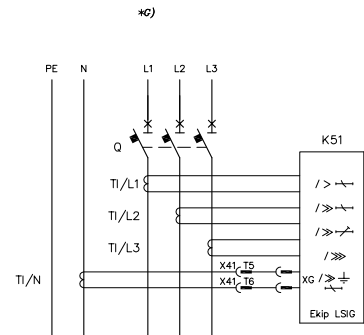 *G)
PE N L1 L2 L3
Q
K51
TI/L1
I >
TI/L2
I >>
TI/L3
I >>
I >>>
X41 T5
TI/N
XG I >>
X41 T6
Ekip LSIG